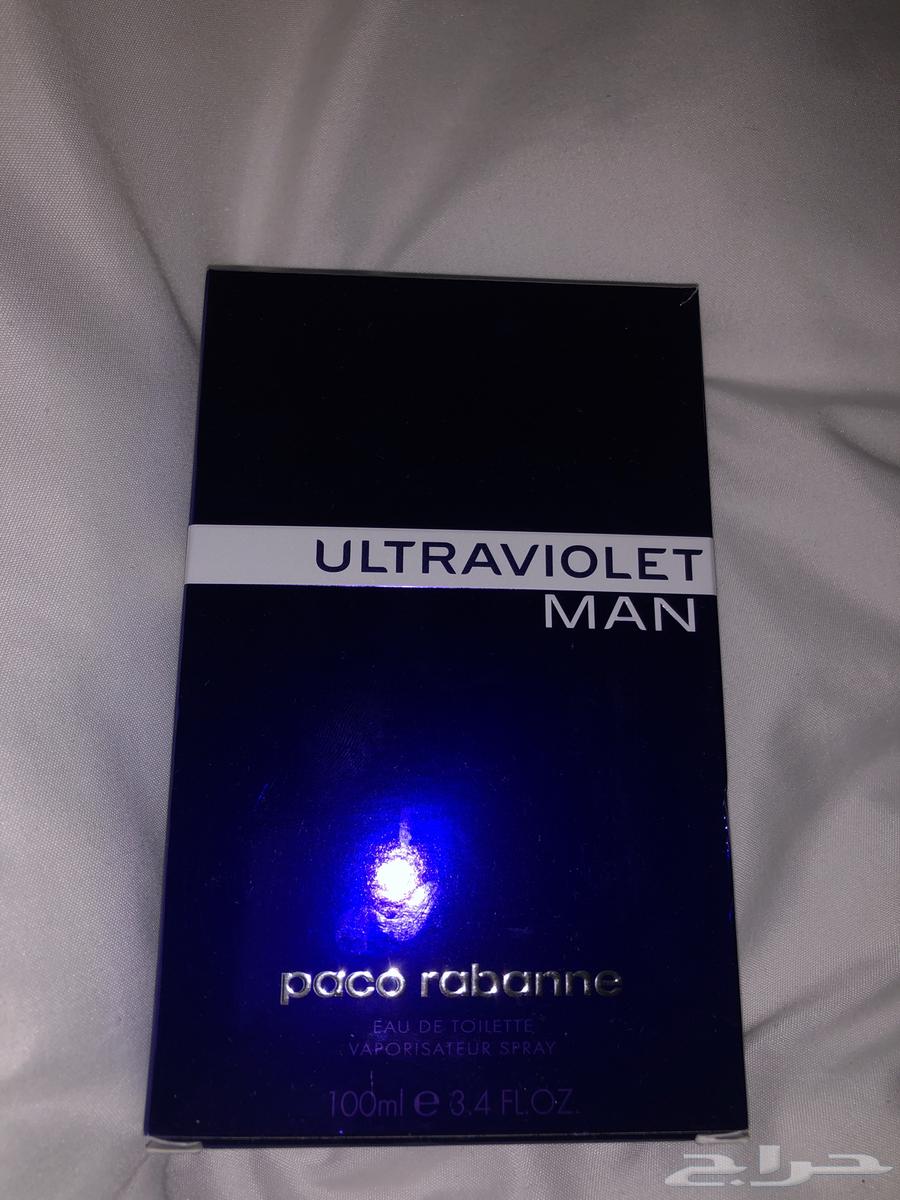 ULTRAVIOLET
MAN
paco rabanne
EAU DE TOILETTE
VAPORISATEUR SPRAY
100ml e 3.4 FL.OZ.
حراج